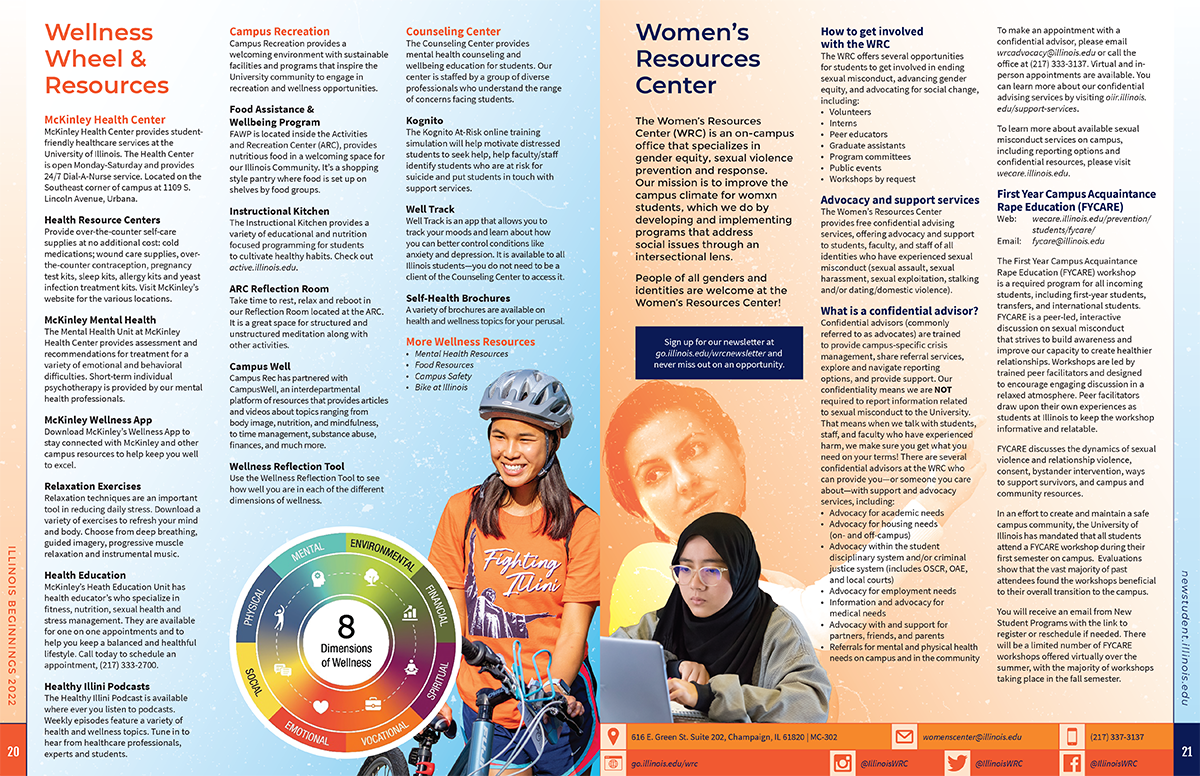 Wellness
Wheel &
Resources
McKinley Health Center
McKinley Health Center provides student-
friendly healthcare services at the
University of Illinois. The Health Center
is open Monday-Saturday and provides
24/7 Dial-A-Nurse service. Located on the
Southeast corner of campus at 1109 S.
Lincoln Avenue, Urbana.
Health Resource Centers
Provide over-the-counter self-care
supplies at no additional cost: cold
medications; wound care supplies, over-
the-counter contraception, pregnancy
test kits, sleep kits, allergy kits and yeast
infection treatment kits. Visit McKinley's
website for the various locations.
McKinley Mental Health
The Mental Health Unit at McKinley
Health Center provides assessment and
recommendations for treatment for a
variety of emotional and behavioral
difficulties. Short-term individual
psychotherapy is provided by our mental
health professionals.
McKinley Wellness App
Download McKinley's Wellness App to
stay connected with McKinley and other
campus resources to help keep you well
to excel.
Relaxation Exercises
Relaxation techniques are an important
tool in reducing daily stress. Download a
variety of exercises to refresh your mind
and body. Choose from deep breathing,
guided imagery, progressive muscle
relaxation and instrumental music.
Health Education
McKinley's Heath Education Unit has
health educator's who specialize in
fitness, nutrition, sexual health and
stress management. They are available
for one on one appointments and to
help you keep a balanced and healthful
lifestyle. Call today to schedule an
appointment, (217) 333-2700.
Healthy Illini Podcasts
The Healthy Illini Podcast is available
where ever you listen to podcasts.
Weekly episodes feature a variety of
health and wellness topics. Tune in to
hear from healthcare professionals,
experts and students.
Campus Recreation
Campus Recreation provides a
welcoming environment with sustainable
facilities and programs that inspire the
University community to engage in
recreation and wellness opportunities.
Food Assistance &
Wellbeing Program
FAWP is located inside the Activities
and Recreation Center (ARC), provides
nutritious food in a welcoming space for
our Illinois Community. It's a shopping
style pantry where food is set up on
shelves by food groups.
Instructional Kitchen
The Instructional Kitchen provides a
variety of educational and nutrition
focused programming for students
to cultivate healthy habits. Check out
active.illinois.edu.
ARC Reflection Room
Take time to rest, relax and reboot in
our Reflection Room located at the ARC.
It is a great space for structured and
unstructured meditation along with
other activities.
Campus Well
Campus Rec has partnered with
CampusWell, an interdepartmental
platform of resources that provides articles
and videos about topics ranging from
body image, nutrition, and mindfulness,
to time management, substance abuse,
finances, and much more.
Wellness Reflection Tool
Use the Wellness Reflection Tool to see
how well you are in each of the different
dimensions of wellness.
Counseling Center
The Counseling Center provides
mental health counseling and
wellbeing education for students. Our
center is staffed by a group of diverse
professionals who understand the range
of concerns facing students.
Kognito
The Kognito At-Risk online training
simulation will help motivate distressed
students to seek help, help faculty/staff
identify students who are at risk for
suicide and put students in touch with
support services.
Well Track
Well Track is an app that allows you to
track your moods and learn about how
you can better control conditions like
anxiety and depression. It is available to all
Illinois students—you do not need to be a
client of the Counseling Center to access it.
Self-Health Brochures
A variety of brochures are available on
health and wellness topics for your perusal.
More Wellness Resources
• Mental Health Resources
• Food Resources
• Campus Safety
• Bike at Illinois
MENTAL
ENVIRONMENTAL
FINANCIAL
SPIRITUAL
VOCATIONAL
EMOTIONAL
SOCIAL
PHYSICAL
8
Dimensions
of Wellness
Fighting
Illini
ILLINOIS BEGINNINGS 2022
20
Women's
Resources
Center
The Women's Resources
Center (WRC) is an on-campus
office that specializes in
gender equity, sexual violence
prevention and response.
Our mission is to improve the
campus climate for womxn
students, which we do by
developing and implementing
programs that address
social issues through an
intersectional lens.
People of all genders and
identities are welcome at the
Women's Resources Center!
Sign up for our newsletter at
go.illinois.edu/wrcnewsletter and
never miss out on an opportunity.
How to get involved
with the WRC
The WRC offers several opportunities
for students to get involved in ending
sexual misconduct, advancing gender
equity, and advocating for social change,
including:
• Volunteers
• Interns
• Peer educators
• Graduate assistants
• Program committees
• Public events
• Workshops by request
Advocacy and support services
The Women's Resources Center
provides free confidential advising
services, offering advocacy and support
to students, faculty, and staff of all
identities who have experienced sexual
misconduct (sexual assault, sexual
harassment, sexual exploitation, stalking
and/or dating/domestic violence).
What is a confidential advisor?
Confidential advisors (commonly
referred to as advocates) are trained
to provide campus-specific crisis
management, share referral services,
explore and navigate reporting
options, and provide support. Our
confidentiality means we are NOT
required to report information related
to sexual misconduct to the University.
That means when we talk with students,
staff, and faculty who have experienced
harm, we make sure you get what you
need on your terms! There are several
confidential advisors at the WRC who
can provide you—or someone you care
about—with support and advocacy
services, including:
• Advocacy for academic needs
• Advocacy for housing needs
(on- and off-campus)
• Advocacy within the student
disciplinary system and/or criminal
justice system (includes OSCR, OAE,
and local courts)
• Advocacy for employment needs
• Information and advocacy for
medical needs
• Advocacy with and support for
partners, friends, and parents
• Referrals for mental and physical health
needs on campus and in the community
To make an appointment with a
confidential advisor, please email
wrcadvocacy@illinois.edu or call the
office at (217) 333-3137. Virtual and in-
person appointments are available. You
can learn more about our confidential
advising services by visiting oiir.illinois.
edu/support-services.
To learn more about available sexual
misconduct services on campus,
including reporting options and
confidential resources, please visit
wecare.illinois.edu.
First Year Campus Acquaintance
Rape Education (FYCARE)
Web: wecare.illinois.edu/prevention/
students/fycare/
Email: fycare@illinois.edu
The First Year Campus Acquaintance
Rape Education (FYCARE) workshop
is a required program for all incoming
students, including first-year students,
transfers, and international students.
FYCARE is a peer-led, interactive
discussion on sexual misconduct
that strives to build awareness and
improve our capacity to create healthier
relationships. Workshops are led by
trained peer facilitators and designed
to encourage engaging discussion in a
relaxed atmosphere. Peer facilitators
draw upon their own experiences as
students at Illinois to keep the workshop
informative and relatable.
FYCARE discusses the dynamics of sexual
violence and relationship violence,
consent, bystander intervention, ways
to support survivors, and campus and
community resources.
In an effort to create and maintain a safe
campus community, the University of
Illinois has mandated that all students
attend a FYCARE workshop during their
first semester on campus. Evaluations
show that the vast majority of past
attendees found the workshops beneficial
to their overall transition to the campus.
You will receive an email from New
Student Programs with the link to
register or reschedule if needed. There
will be a limited number of FYCARE
workshops offered virtually over the
summer, with the majority of workshops
taking place in the fall semester.
616 E. Green St. Suite 202, Champaign, IL 61820 | MC-302
womenscenter@illinois.edu
(217) 337-3137
go.illinois.edu/wrc
@IllinoisWRC
@IllinoisWRC
@IllinoisWRC
newstudent.illinois.edu
21